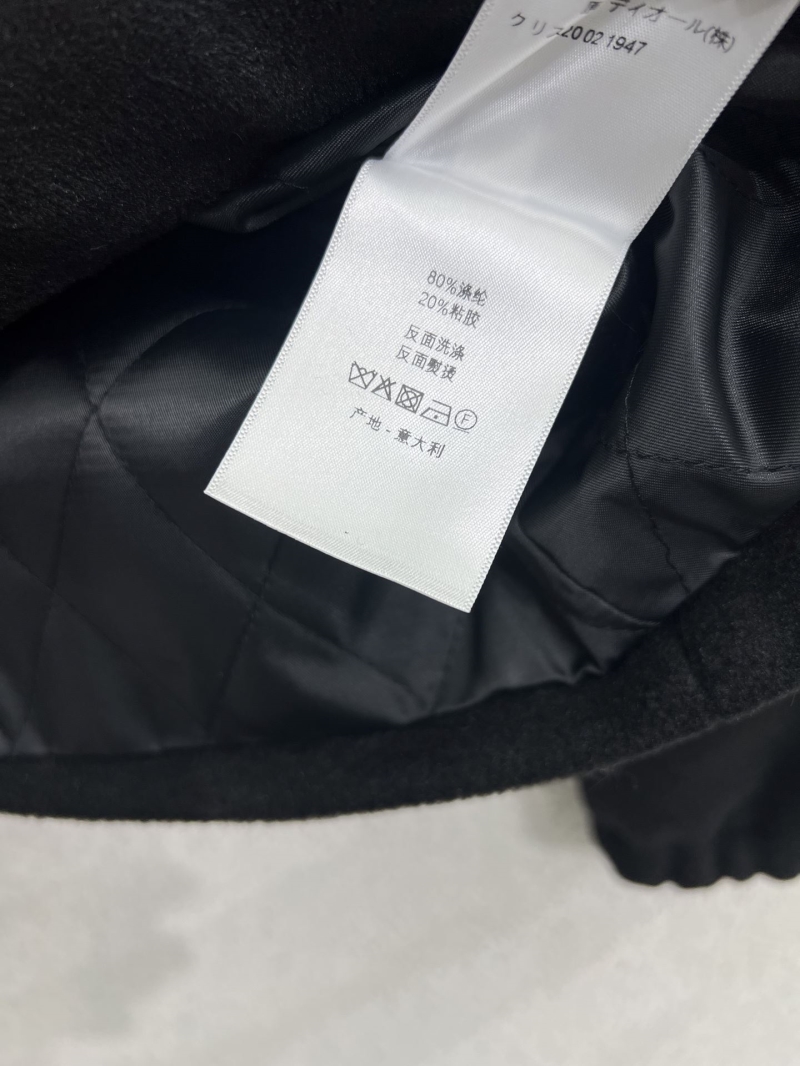 ディオール(株)
クリス
20 02 1947
80%涤纶
20%粘胶
反面洗涤
反面熨烫
F
产地 - 意大利